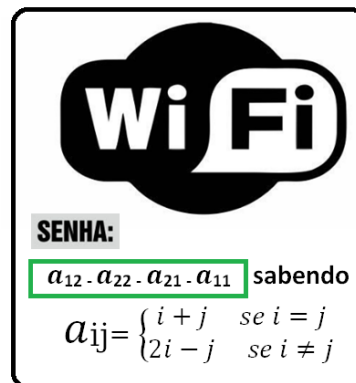 Wi Fi
SENHA:
a12 - a22 - a21 - a11 sabendo
aij= { i + j se i = j
2i − j se i ≠ j